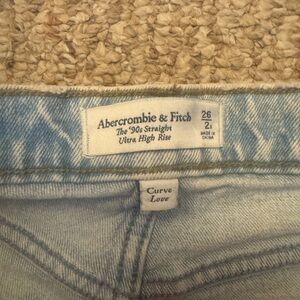 Abercrombie & Fitch
The '90s Straight
Ultra High Rise
26
2
MADE IN
CHINA
Curve
Love